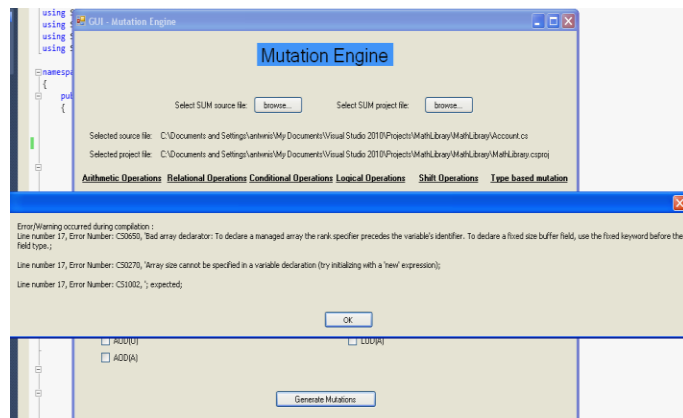 using
using
using
using
namespa
{
pub
{
GUI - Mutation Engine
Mutation Engine
Select SUM source file: browse... Select SUM project file: browse...
Selected source file: C:\Documents and Settings\antwnis\My Documents\Visual Studio 2010\Projects\MathLibrary\MathLibrary\Account.cs
Selected project file: C:\Documents and Settings\antwnis\My Documents\Visual Studio 2010\Projects\MathLibrary\MathLibrary\MathLibrary.csproj
Arithmetic Operations Relational Operations Conditional Operations Logical Operations Shift Operations Type based mutation
Error/Warning occured during compilation :
Line number 17, Error Number: CS0650, 'Bad array declarator: To declare a managed array the rank specifier precedes the variable's identifier. To declare a fixed size buffer field, use the fixed keyword before the
field type.;
Line number 17, Error Number: CS0270, 'Array size cannot be specified in a variable declaration (try initializing with a 'new' expression);
Line number 17, Error Number: CS1002, '; expected;
OK
AOD(U) LOD(A)
AOD(A)
Generate Mutations